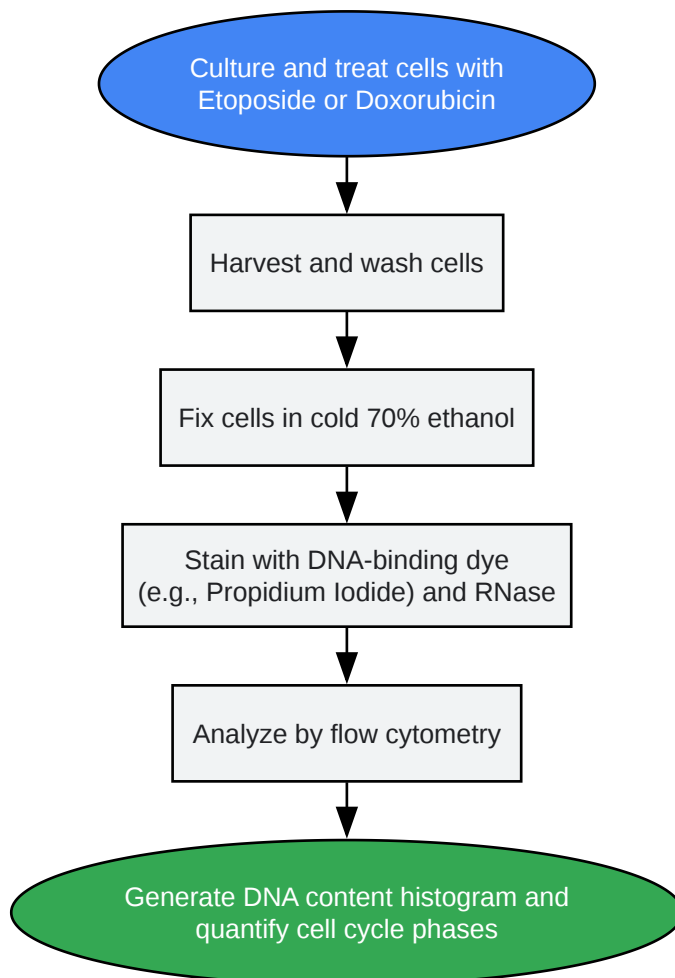 Culture and treat cells with
Etoposide or Doxorubicin
Harvest and wash cells
Fix cells in cold 70% ethanol
Stain with DNA-binding dye
(e.g., Propidium Iodide) and RNase
Analyze by flow cytometry
Generate DNA content histogram and
quantify cell cycle phases